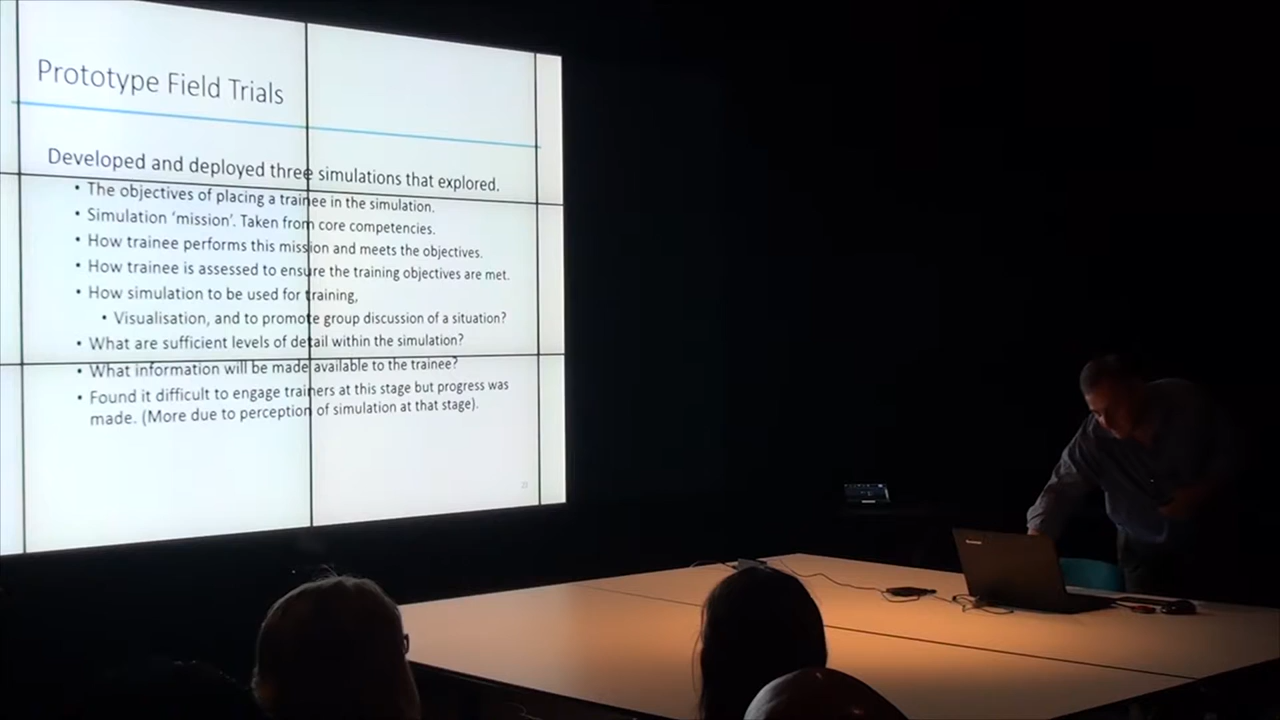 Prototype Field Trials
Developed and deployed three simulations that explored.
• The objectives of placing a trainee in the simulation.
• Simulation ‘mission’. Taken from core competencies.
• How trainee performs this mission and meets the objectives.
• How trainee is assessed to ensure the training objectives are met.
• How simulation to be used for training,
• Visualisation, and to promote group discussion of a situation?
• What are sufficient levels of detail within the simulation?
• What information will be made available to the trainee?
• Found it difficult to engage trainers at this stage but progress was
made. (More due to perception of simulation at that stage).